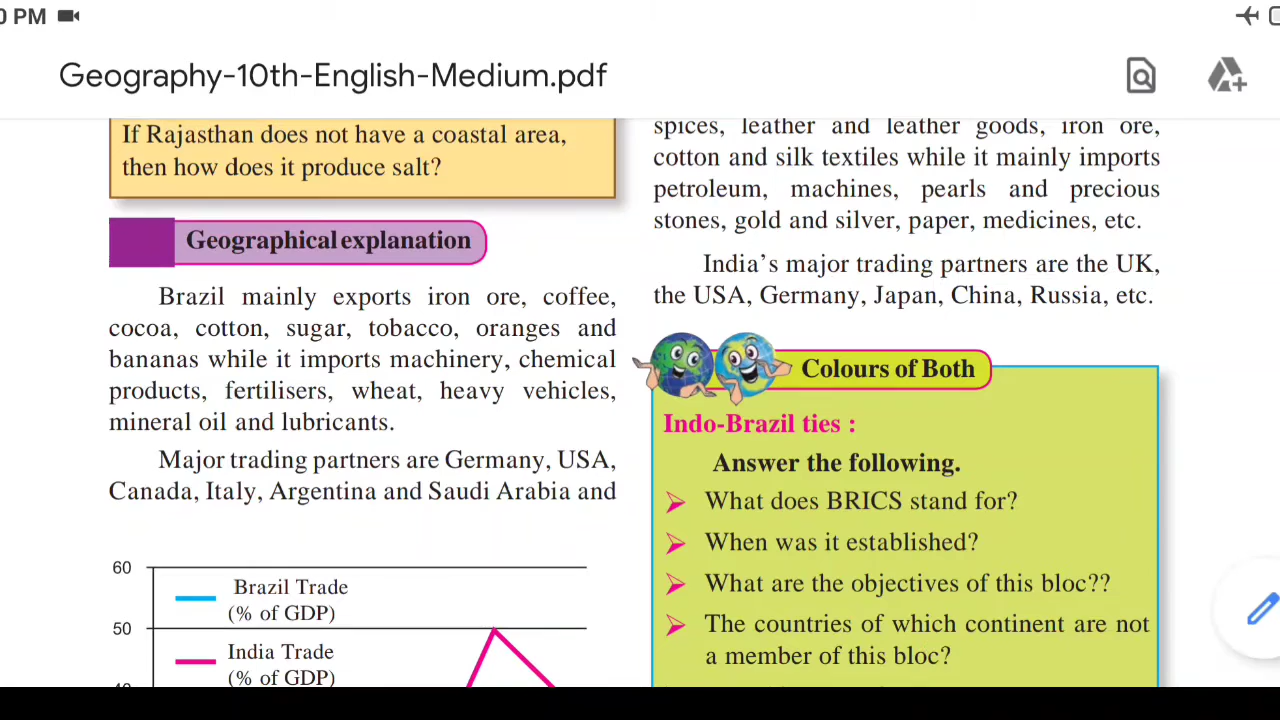 0 PM
Geography-10th-English-Medium.pdf
If Rajasthan does not have a coastal area,
then how does it produce salt?
Geographical explanation
Brazil mainly exports iron ore, coffee,
cocoa, cotton, sugar, tobacco, oranges and
bananas while it imports machinery, chemical
products, fertilisers, wheat, heavy vehicles,
mineral oil and lubricants.
Major trading partners are Germany, USA,
Canada, Italy, Argentina and Saudi Arabia and
60
Brazil Trade
(% of GDP)
50
India Trade
(% of GDP)
spices, leather and leather goods, iron ore,
cotton and silk textiles while it mainly imports
petroleum, machines, pearls and precious
stones, gold and silver, paper, medicines, etc.
India's major trading partners are the UK,
the USA, Germany, Japan, China, Russia, etc.
Colours of Both
Indo-Brazil ties :
Answer the following.
What does BRICS stand for?
When was it established?
What are the objectives of this bloc??
The countries of which continent are not
a member of this bloc?